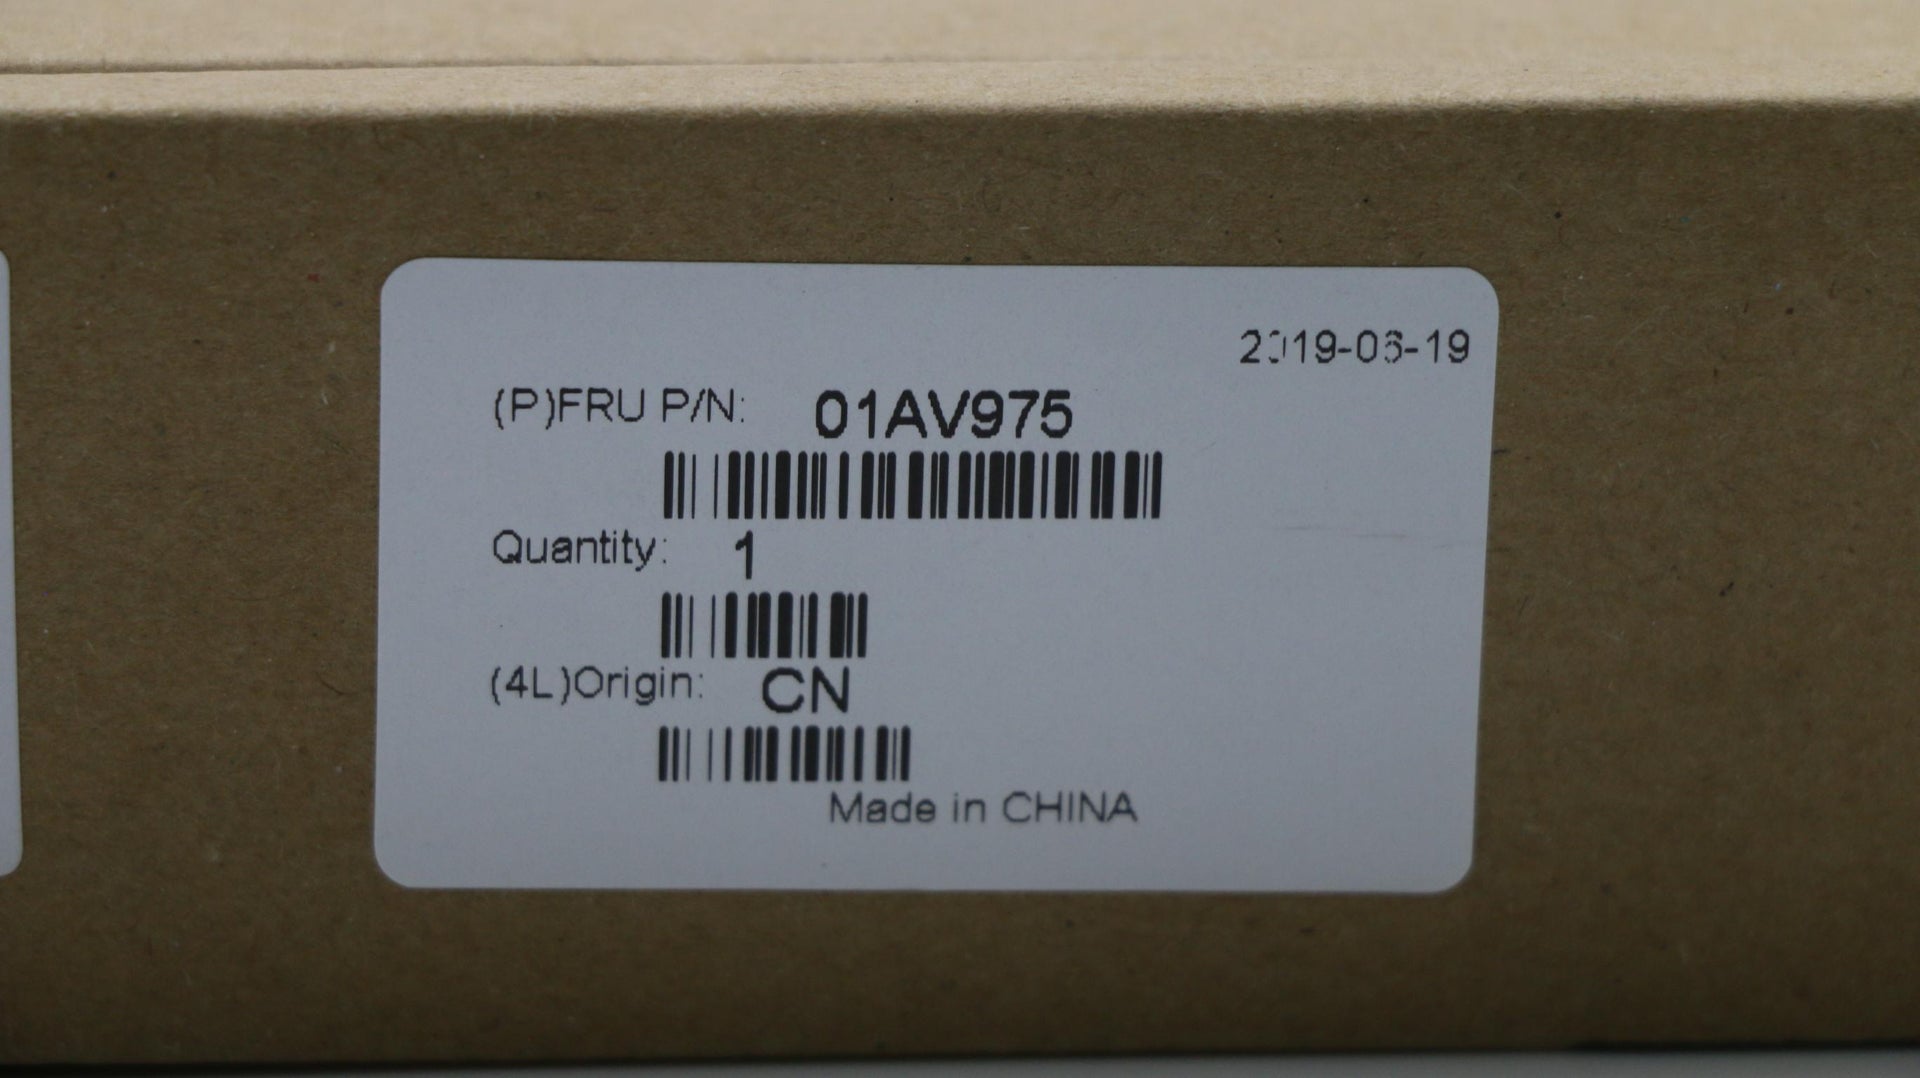 2019-06-19
(P)FRU P/N: 01AV975
Quantity: 1
(4L)Origin: CN
Made in CHINA